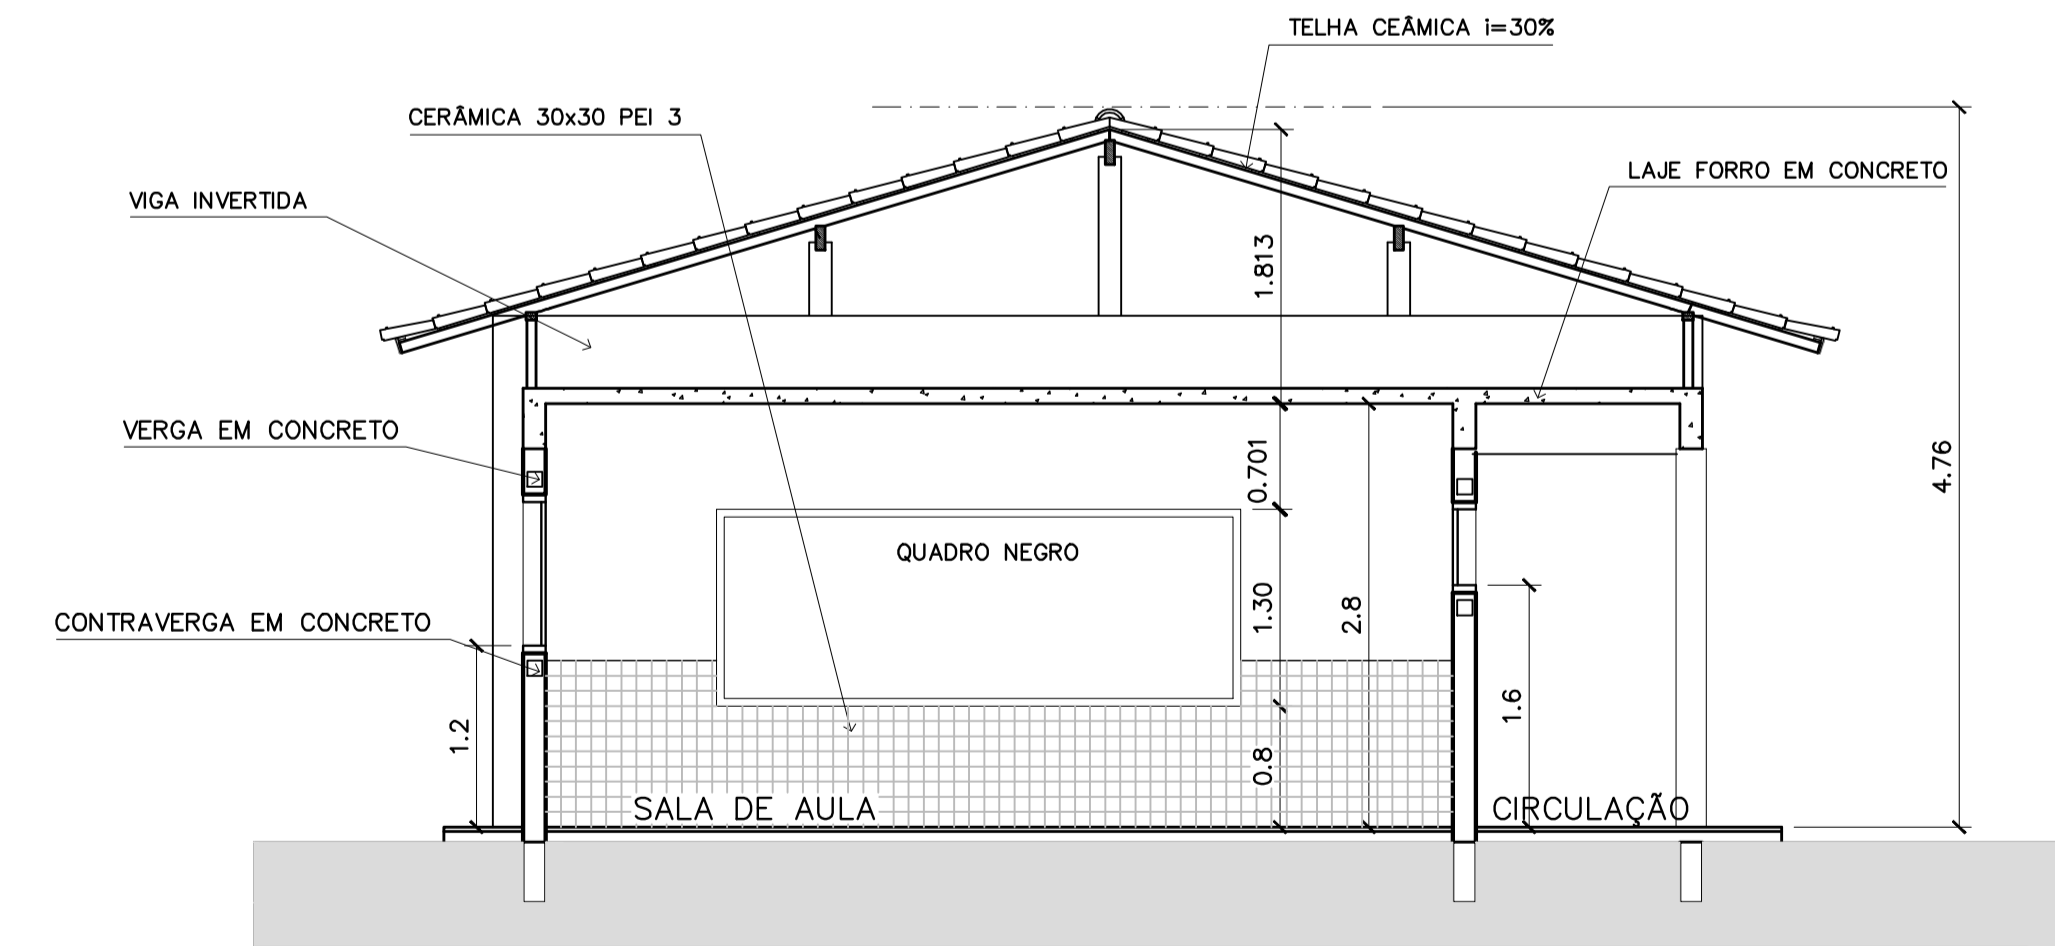 TELHA CEÂMICA i=30%
CERÂMICA 30x30 PEI 3
LAJE FORRO EM CONCRETO
VIGA INVERTIDA
1.813
VERGA EM CONCRETO
0.701
4.76
QUADRO NEGRO
1.30
2.8
CONTRAVERGA EM CONCRETO
1.6
1.2
0.8
SALA DE AULA
CIRCULAÇÃO